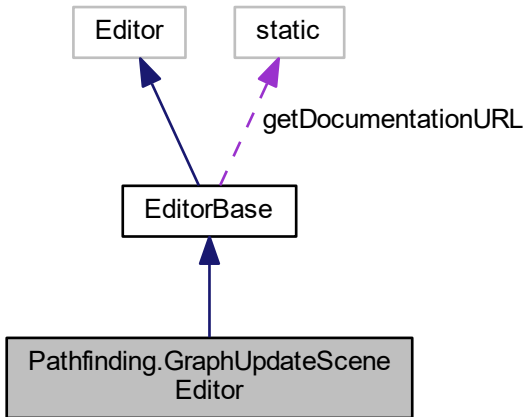 Editor
static
getDocumentationURL
EditorBase
Pathfinding.GraphUpdateScene
Editor